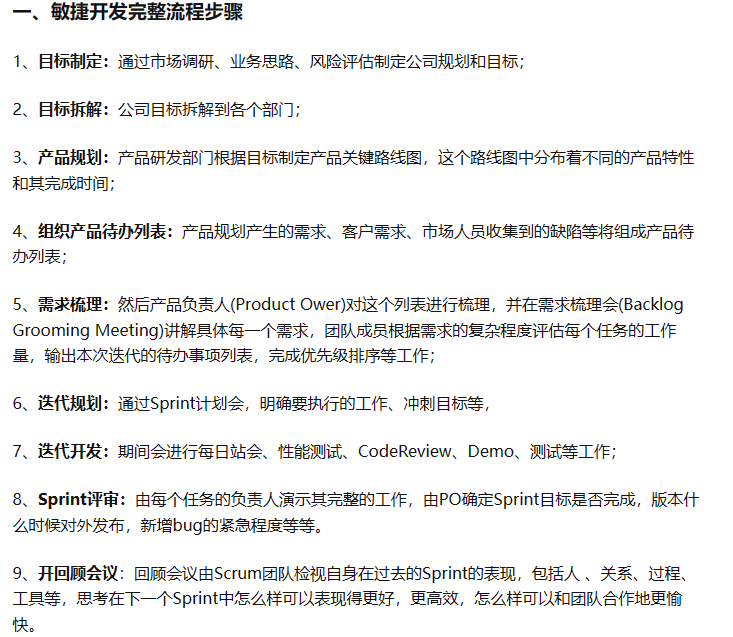 一、敏捷开发完整流程步骤
1、目标制定：通过市场调研、业务思路、风险评估制定公司规划和目标；
2、目标拆解：公司目标拆解到各个部门；
3、产品规划：产品研发部门根据目标制定产品关键路线图，这个路线图中分布着不同的产品特性
和其完成时间；
4、组织产品待办列表：产品规划产生的需求、客户需求、市场人员收集到的缺陷等将组成产品待
办列表；
5、需求梳理：然后产品负责人(Product Ower)对这个列表进行梳理，并在需求梳理会(Backlog
Grooming Meeting)讲解具体每一个需求，团队成员根据需求的复杂程度评估每个任务的工作
量，输出本次迭代的待办事项列表，完成优先级排序等工作；
6、迭代规划：通过Sprint计划会，明确要执行的工作、冲刺目标等，
7、迭代开发：期间会进行每日站会、性能测试、CodeReview、Demo、测试等工作；
8、Sprint评审：由每个任务的负责人演示其完整的工作，由PO确定Sprint目标是否完成，版本什
么时候对外发布，新增bug的紧急程度等等。
9、开回顾会议：回顾会议由Scrum团队检视自身在过去的Sprint的表现，包括人 、关系、过程、
工具等，思考在下一个Sprint中怎么样可以表现得更好，更高效，怎么样可以和团队合作地更愉
快。